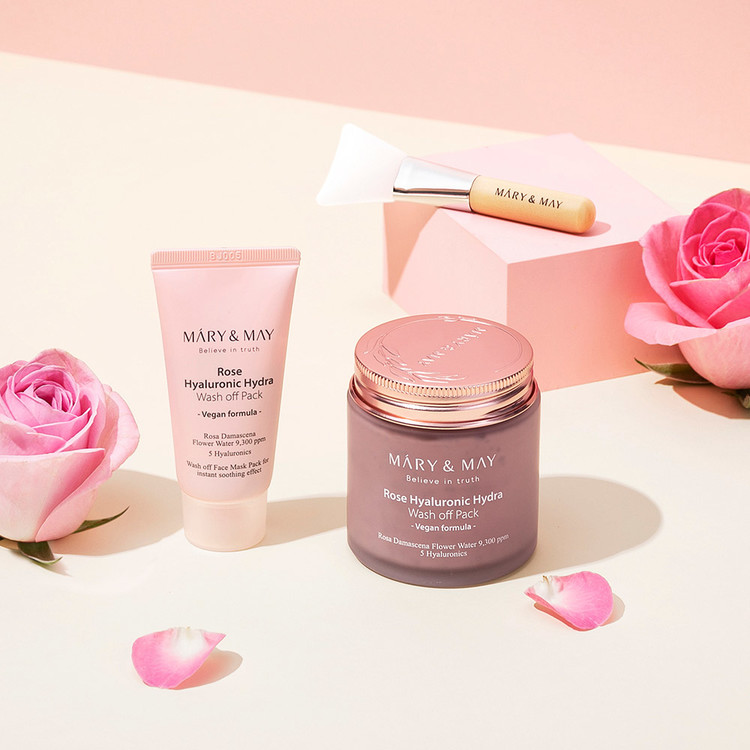 MÁRY & MAY
MÁRY & MAY
Believe in truth
Rose
Hyaluronic Hydra
Wash off Pack
- Vegan formula -
Rosa Damascena
Flower Water 9,300 ppm
5 Hyaluronics
Wash off Face Mask Pack for
instant soothing effect
MÁRY & MAY
Believe in truth
Rose Hyaluronic Hydra
Wash off Pack
- Vegan formula -
Rosa Damascena Flower Water 9,300 ppm
5 Hyaluronics